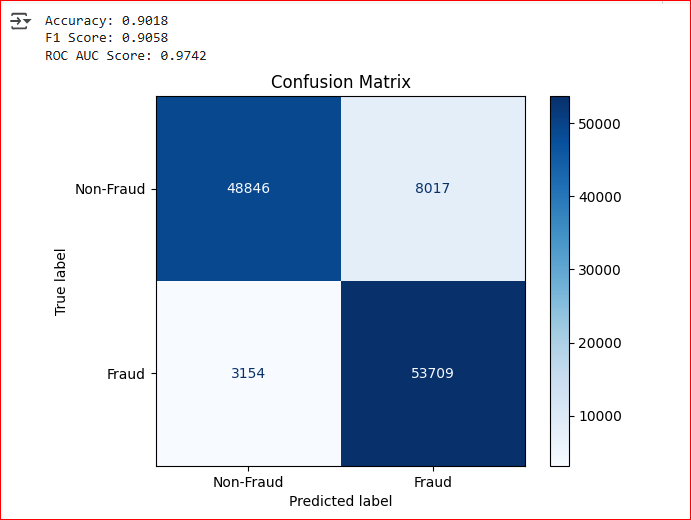 Accuracy: 0.9018
F1 Score: 0.9058
ROC AUC Score: 0.9742
Confusion Matrix
Non-Fraud
48846
8017
Fraud
3154
53709
True label
Non-Fraud
Fraud
Predicted label
50000
40000
30000
20000
10000